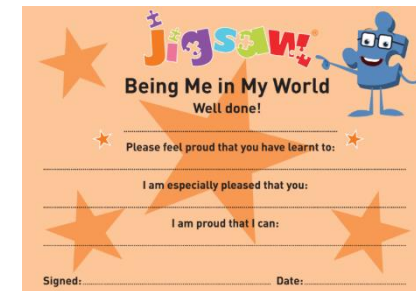 Jigsaw
Being Me in My World
Well done!
Please feel proud that you have learnt to:
I am especially pleased that you:
I am proud that I can:
Signed: Date: